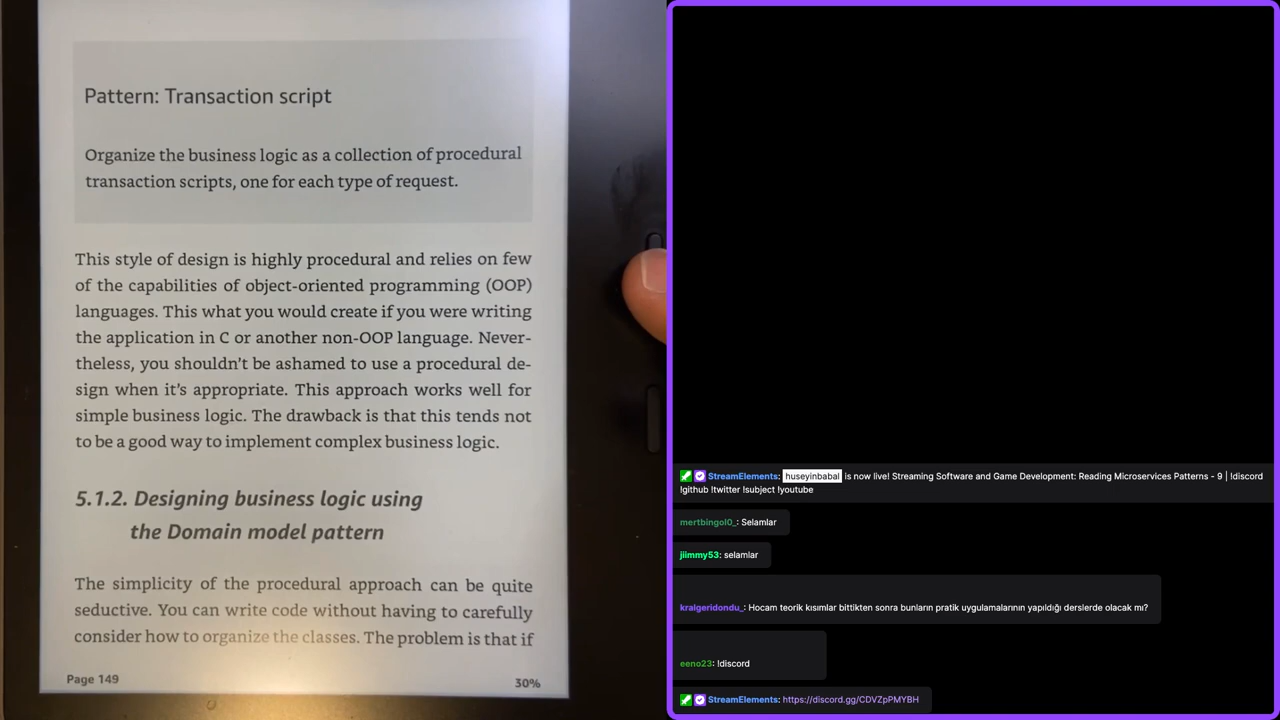 Pattern: Transaction script
Organize the business logic as a collection of procedural
transaction scripts, one for each type of request.
This style of design is highly procedural and relies on few
of the capabilities of object-oriented programming (OOP)
languages. This what you would create if you were writing
the application in C or another non-OOP language. Never-
theless, you shouldn't be ashamed to use a procedural de-
sign when it's appropriate. This approach works well for
simple business logic. The drawback is that this tends not
to be a good way to implement complex business logic.
5.1.2. Designing business logic using
the Domain model pattern
The simplicity of the procedural approach can be quite
seductive. You can write code without having to carefully
consider how to organize the classes. The problem is that if
Page 149
30%
StreamElements: huseyinbabal is now live! Streaming Software and Game Development: Reading Microservices Patterns - 9 | !discord
!github !twitter !subject !youtube
mertbingol0_: Selamlar
jiimmy53: selamlar
kralgeridondu_: Hocam teorik kısımlar bittikten sonra bunların pratik uygulamalarının yapıldığı derslerde olacak mı?
eeno23: !discord
StreamElements: https://discord.gg/CDVZpPMYBH